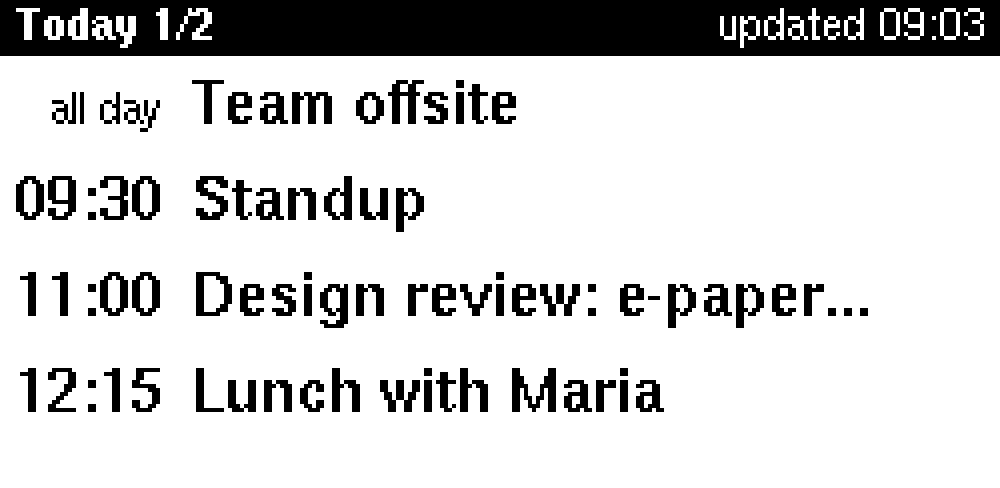 Today 1/2 updated 09:03
all day Team offsite
09:30 Standup
11:00 Design review: e-paper...
12:15 Lunch with Maria